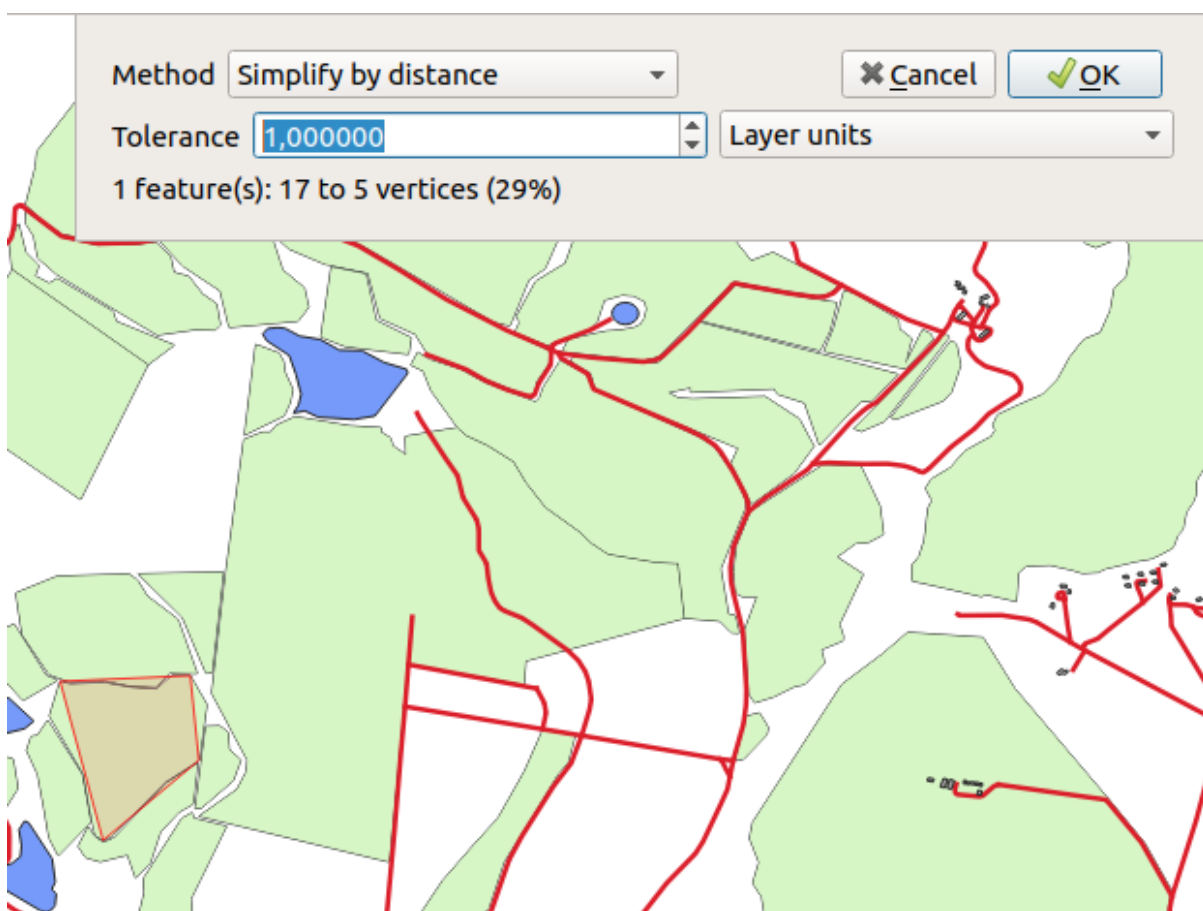 Method Simplify by distance Cancel OK
Tolerance 1,000000 Layer units
1 feature(s): 17 to 5 vertices (29%)